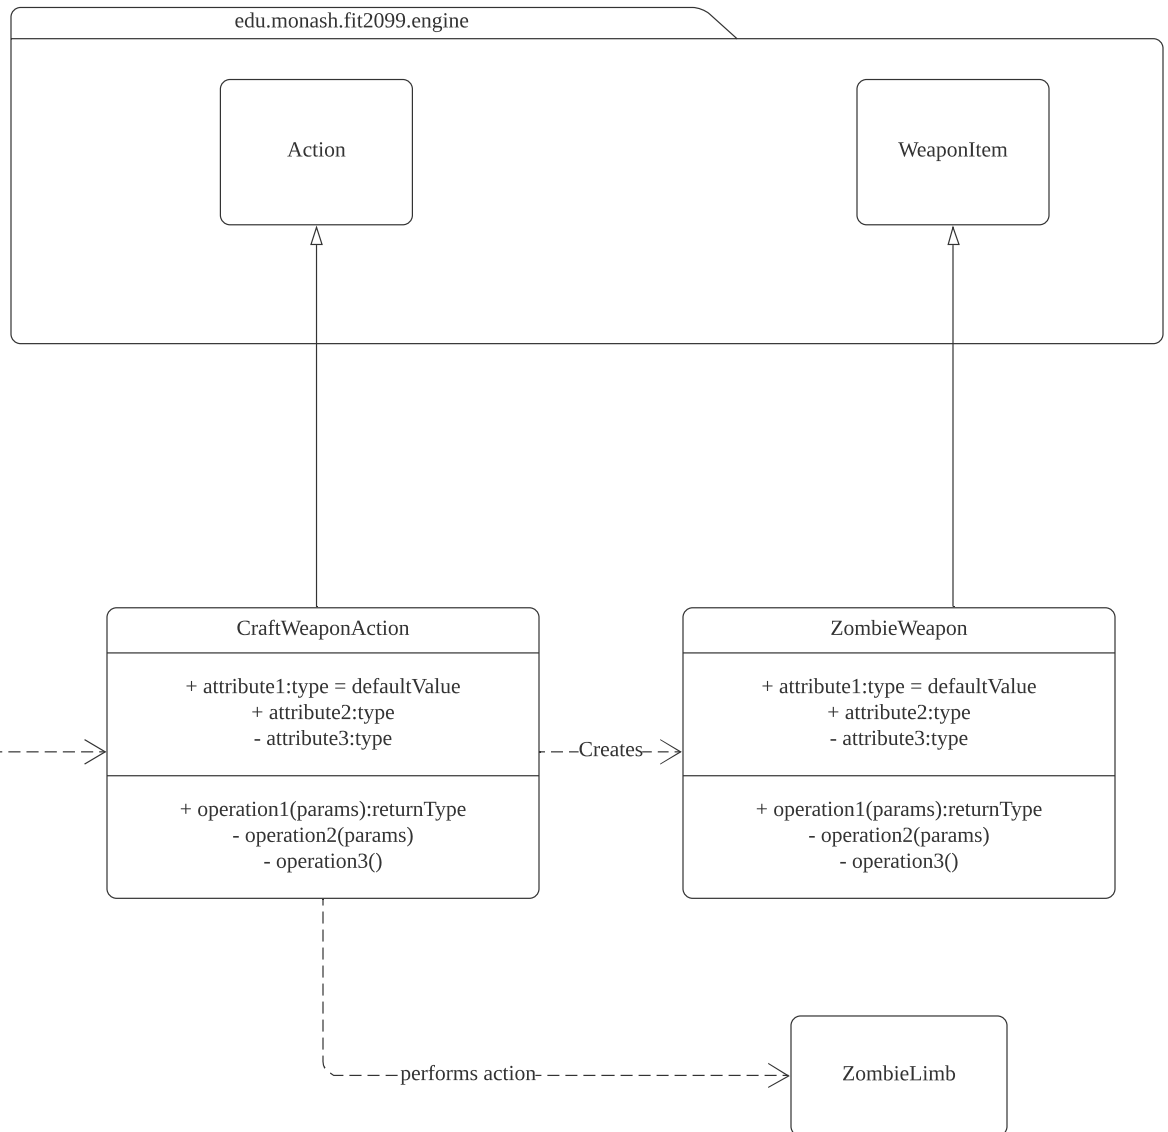 edu.monash.fit2099.engine
Action
WeaponItem
CraftWeaponAction
+ attribute1:type = defaultValue
+ attribute2:type
- attribute3:type
+ operation1(params):returnType
- operation2(params)
- operation3()
Creates
ZombieWeapon
+ attribute1:type = defaultValue
+ attribute2:type
- attribute3:type
+ operation1(params):returnType
- operation2(params)
- operation3()
performs action
ZombieLimb